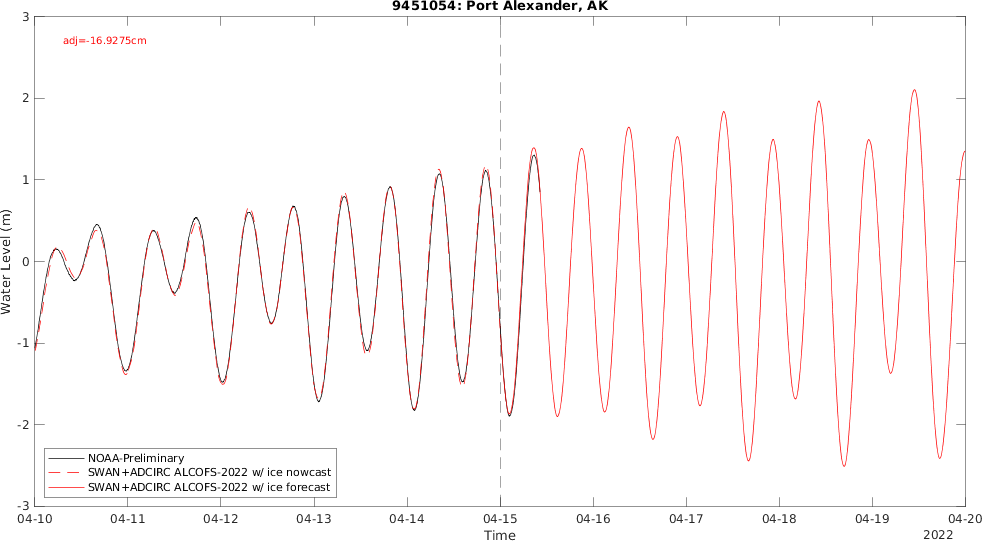 9451054: Port Alexander, AK
adj=-16.9275cm
Water Level (m)
3
2
1
0
-1
-2
-3
NOAA-Preliminary
SWAN+ADCIRC ALCOFS-2022 w/ ice nowcast
SWAN+ADCIRC ALCOFS-2022 w/ ice forecast
04-10 04-11 04-12 04-13 04-14 04-15 04-16 04-17 04-18 04-19 04-20
Time
2022